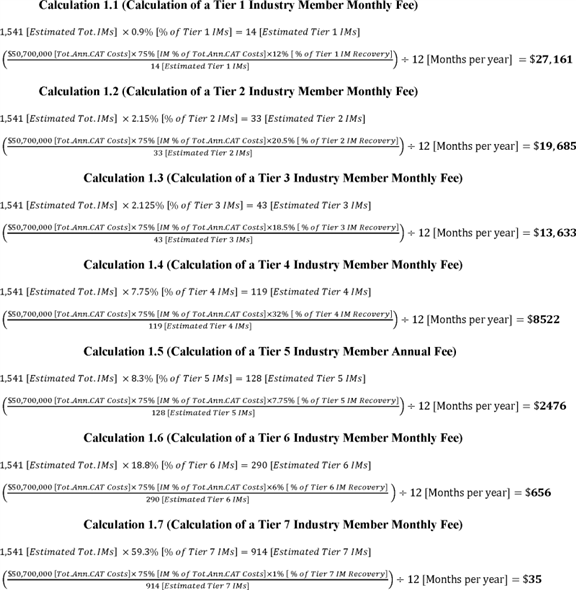 Calculation 1.1 (Calculation of a Tier 1 Industry Member Monthly Fee)
1,541 [Estimated Tot. IMs] × 0.9% [% of Tier 1 IMs] = 14 [Estimated Tier 1 IMs]
($50,700,000 [Tot.Ann.CAT Costs]× 75% [IM % of Tot.Ann.CAT Costs]×12% [ % of Tier 1 IM Recovery]
14 [Estimated Tier 1 IMs]) ÷ 12 [Months per year] = $27,161
Calculation 1.2 (Calculation of a Tier 2 Industry Member Monthly Fee)
1,541 [Estimated Tot. IMs] × 2.15% [% of Tier 2 IMs] = 33 [Estimated Tier 2 IMs]
($50,700,000 [Tot.Ann.CAT Costs]× 75% [IM % of Tot.Ann.CAT Costs]×20.5% [ % of Tier 2 IM Recovery]
33 [Estimated Tier 2 IMs]) ÷ 12 [Months per year] = $19,685
Calculation 1.3 (Calculation of a Tier 3 Industry Member Monthly Fee)
1,541 [Estimated Tot. IMs] × 2.125% [% of Tier 3 IMs] = 43 [Estimated Tier 3 IMs]
($50,700,000 [Tot.Ann.CAT Costs]× 75% [IM % of Tot.Ann.CAT Costs]×18.5% [ % of Tier 3 IM Recovery]
43 [Estimated Tier 3 IMs]) ÷ 12 [Months per year] = $13,633
Calculation 1.4 (Calculation of a Tier 4 Industry Member Monthly Fee)
1,541 [Estimated Tot. IMs] × 7.75% [% of Tier 4 IMs] = 119 [Estimated Tier 4 IMs]
($50,700,000 [Tot.Ann.CAT Costs]× 75% [IM % of Tot.Ann.CAT Costs]×32% [ % of Tier 4 IM Recovery]
119 [Estimated Tier 4 IMs]) ÷ 12 [Months per year] = $8522
Calculation 1.5 (Calculation of a Tier 5 Industry Member Annual Fee)
1,541 [Estimated Tot. IMs] × 8.3% [% of Tier 5 IMs] = 128 [Estimated Tier 5 IMs]
($50,700,000 [Tot.Ann.CAT Costs]× 75% [IM % of Tot.Ann.CAT Costs]×7.75% [ % of Tier 5 IM Recovery]
128 [Estimated Tier 5 IMs]) ÷ 12 [Months per year] = $2476
Calculation 1.6 (Calculation of a Tier 6 Industry Member Monthly Fee)
1,541 [Estimated Tot. IMs] × 18.8% [% of Tier 6 IMs] = 290 [Estimated Tier 6 IMs]
($50,700,000 [Tot.Ann.CAT Costs]× 75% [IM % of Tot.Ann.CAT Costs]×6% [ % of Tier 6 IM Recovery]
290 [Estimated Tier 6 IMs]) ÷ 12 [Months per year] = $656
Calculation 1.7 (Calculation of a Tier 7 Industry Member Monthly Fee)
1,541 [Estimated Tot. IMs] × 59.3% [% of Tier 7 IMs] = 914 [Estimated Tier 7 IMs]
($50,700,000 [Tot.Ann.CAT Costs]× 75% [IM % of Tot.Ann.CAT Costs]×1% [ % of Tier 7 IM Recovery]
914 [Estimated Tier 7 IMs]) ÷ 12 [Months per year] = $35